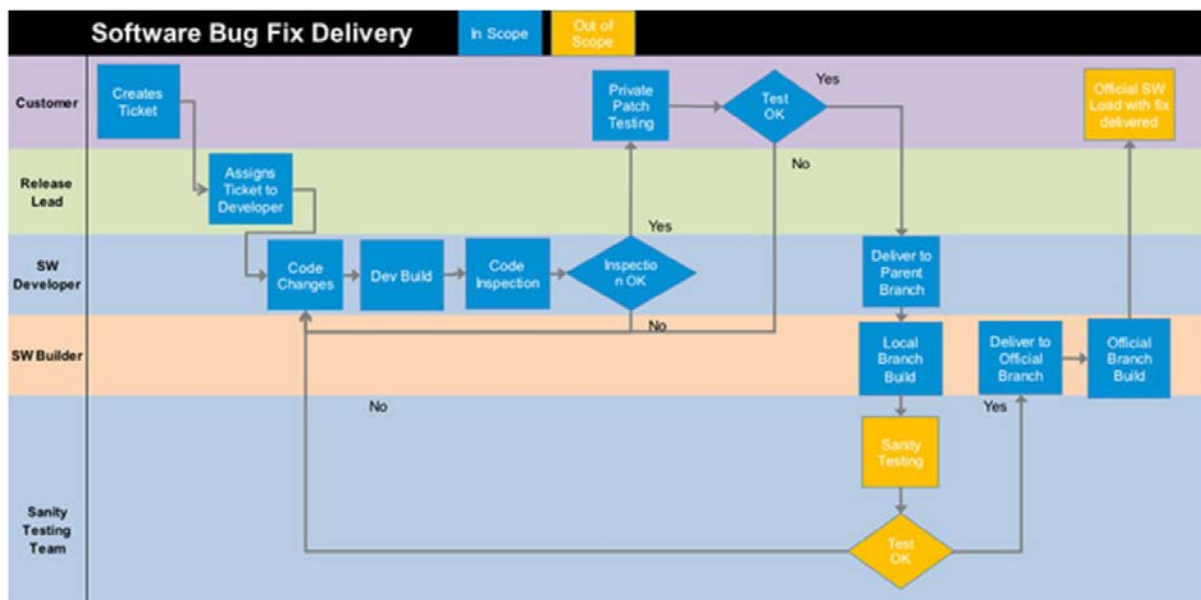 Software Bug Fix Delivery
In Scope
Out of
Scope
Customer
Creates
Ticket
Private
Patch
Testing
Test
OK
Yes
No
Official SW
Load with fix
delivered
Release
Lead
Assigns
Ticket to
Developer
Yes
SW
Developer
Code
Changes
Dev Build
Code
Inspection
Inspectio
n OK
No
Deliver to
Parent
Branch
SW Builder
Local
Branch
Build
Deliver to
Official
Branch
Official
Branch
Build
No
Yes
Sanity
Testing
Sanity
Testing
Team
Test
OK